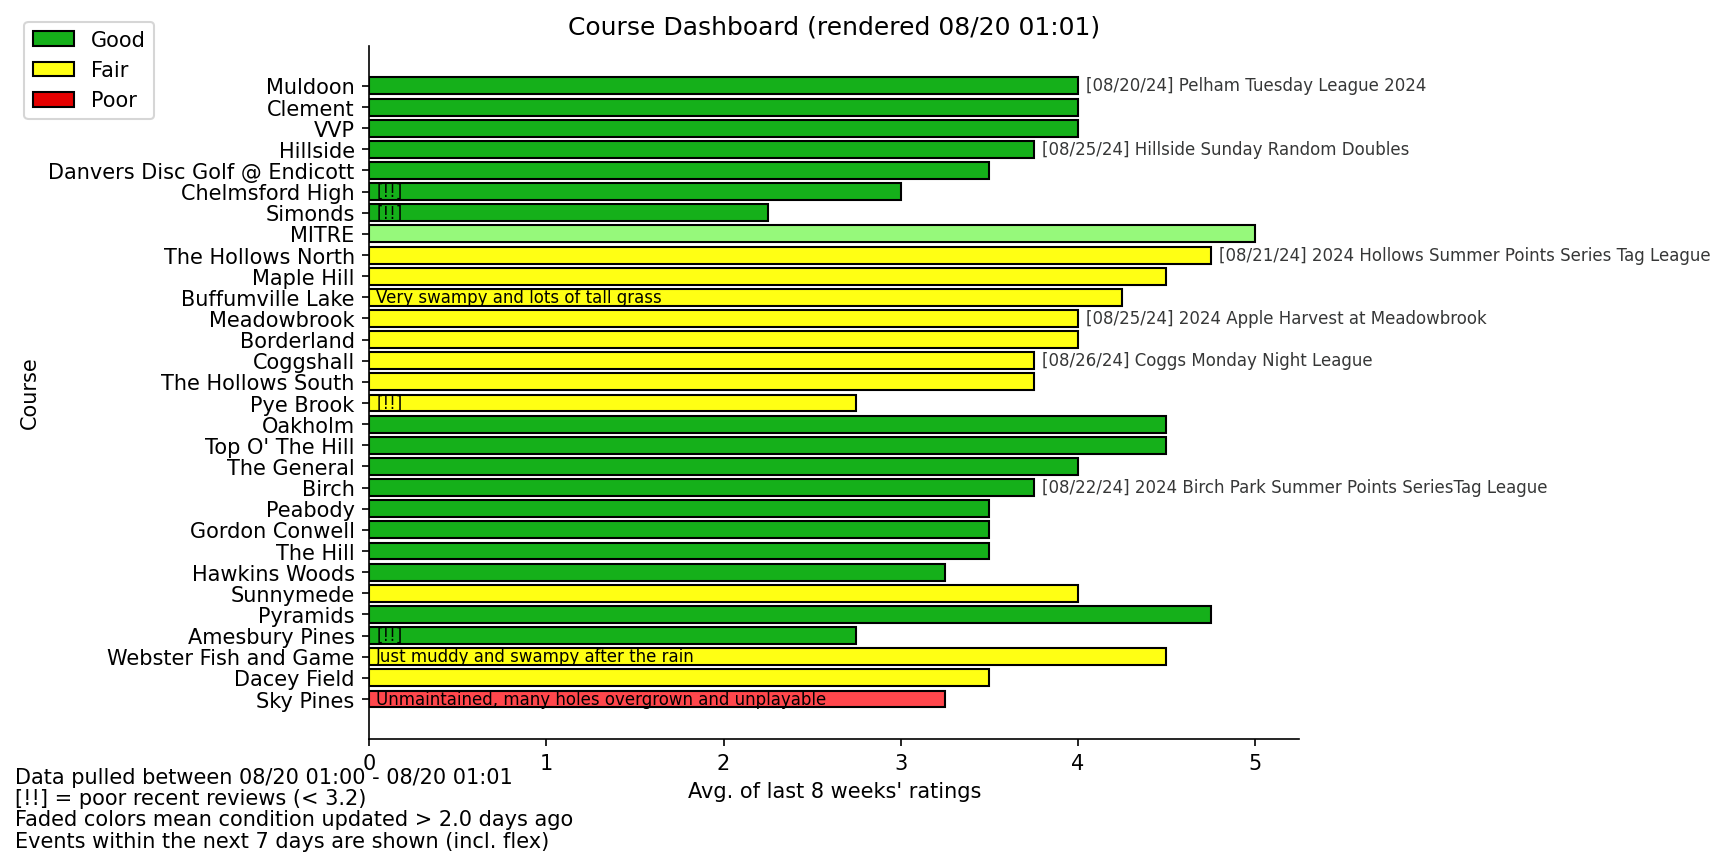 Course Dashboard (rendered 08/20 01:01)
Good
Fair
Poor
Course
Muldoon [08/20/24] Pelham Tuesday League 2024
Clement
VVP
Hillside [08/25/24] Hillside Sunday Random Doubles
Danvers Disc Golf @ Endicott
Chelmsford High [!!]
Simonds [!!]
MITRE
The Hollows North [08/21/24] 2024 Hollows Summer Points Series Tag League
Maple Hill
Buffumville Lake Very swampy and lots of tall grass
Meadowbrook [08/25/24] 2024 Apple Harvest at Meadowbrook
Borderland
Coggshall [08/26/24] Coggs Monday Night League
The Hollows South
Pye Brook [!!]
Oakholm
Top O' The Hill
The General
Birch [08/22/24] 2024 Birch Park Summer Points SeriesTag League
Peabody
Gordon Conwell
The Hill
Hawkins Woods
Sunnymede
Pyramids
Amesbury Pines [!!]
Webster Fish and Game Just muddy and swampy after the rain
Dacey Field
Sky Pines Unmaintained, many holes overgrown and unplayable
0 1 2 3 4 5
Avg. of last 8 weeks' ratings
Data pulled between 08/20 01:00 - 08/20 01:01
[!!] = poor recent reviews (< 3.2)
Faded colors mean condition updated > 2.0 days ago
Events within the next 7 days are shown (incl. flex)